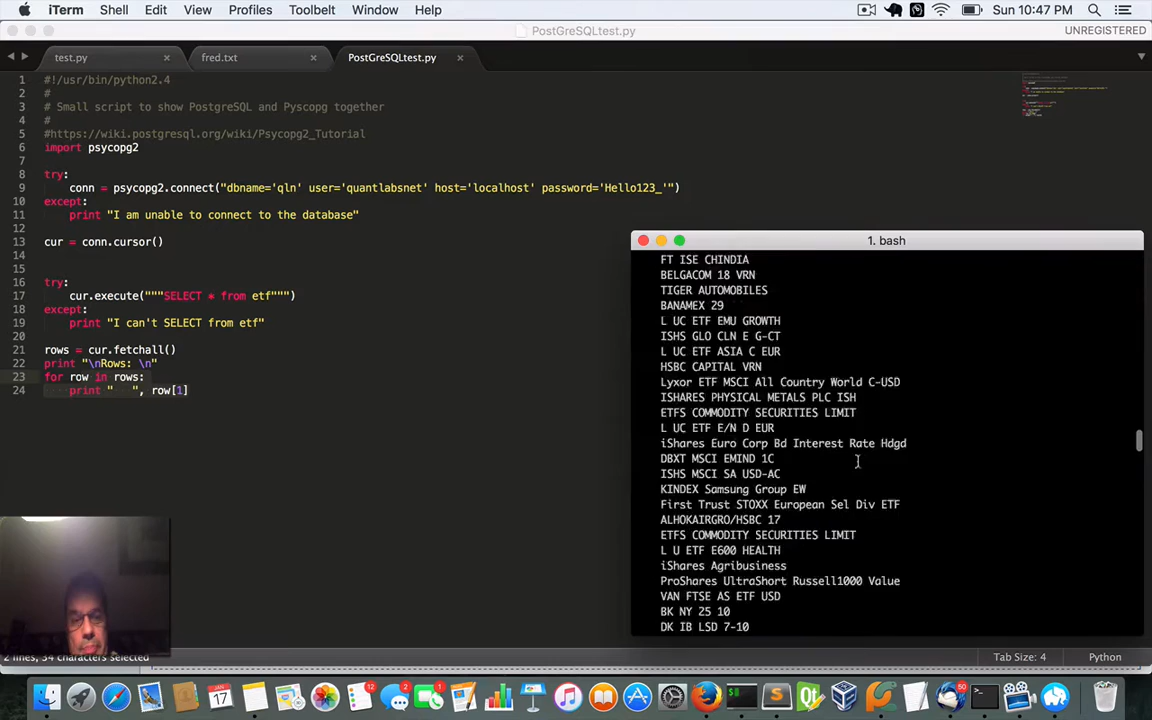 iTerm Shell Edit View Profiles Toolbelt Window Help Sun 10:47 PM
PostGreSQLtest.py UNREGISTERED
test.py fred.txt PostGreSQLtest.py
1 #!/usr/bin/python2.4
2 #
3 # Small script to show PostgreSQL and Pyscopg together
4 #
5 #https://wiki.postgresql.org/wiki/Psycopg2_Tutorial
6 import psycopg2
7
8 try:
9 conn = psycopg2.connect("dbname='qln' user='quantlabsnet' host='localhost' password='Hello123_'")
10 except:
11 print "I am unable to connect to the database"
12
13 cur = conn.cursor()
14
15
16 try:
17 cur.execute("""SELECT * from etf""")
18 except:
19 print "I can't SELECT from etf"
20
21 rows = cur.fetchall()
22 print "\nRows: \n"
23 for row in rows:
24 print " ", row[1]
1. bash
FT ISE CHINDIA
BELGACOM 18 VRN
TIGER AUTOMOBILES
BANAMEX 29
L UC ETF EMU GROWTH
ISHS GLO CLN E G-CT
L UC ETF ASIA C EUR
HSBC CAPITAL VRN
Lyxor ETF MSCI All Country World C-USD
ISHARES PHYSICAL METALS PLC ISH
ETFS COMMODITY SECURITIES LIMIT
L UC ETF E/N D EUR
iShares Euro Corp Bd Interest Rate Hdgd
DBXT MSCI EMIND 1C
ISHS MSCI SA USD-AC
KINDEX Samsung Group EW
First Trust STOXX European Sel Div ETF
ALHOKAIRGRO/HSBC 17
ETFS COMMODITY SECURITIES LIMIT
L U ETF E600 HEALTH
iShares Agribusiness
ProShares UltraShort Russell1000 Value
VAN FTSE AS ETF USD
BK NY 25 10
DK IB LSD 7-10
2 lines, 34 characters selected Tab Size: 4 Python
17 12 2 1 50